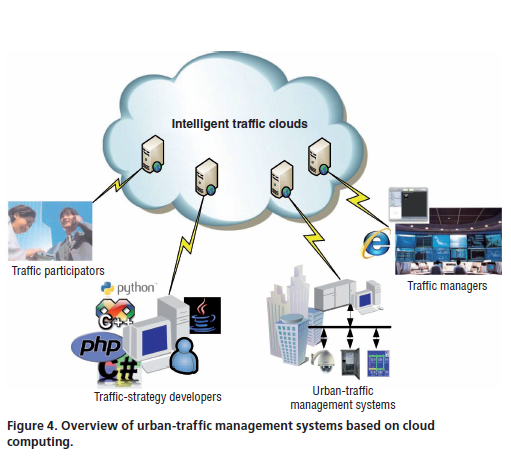 Intelligent traffic clouds
Traffic participators
Traffic managers
python
G++
php
C#
Traffic-strategy developers
Urban-traffic
management systems
Figure 4. Overview of urban-traffic management systems based on cloud
computing.